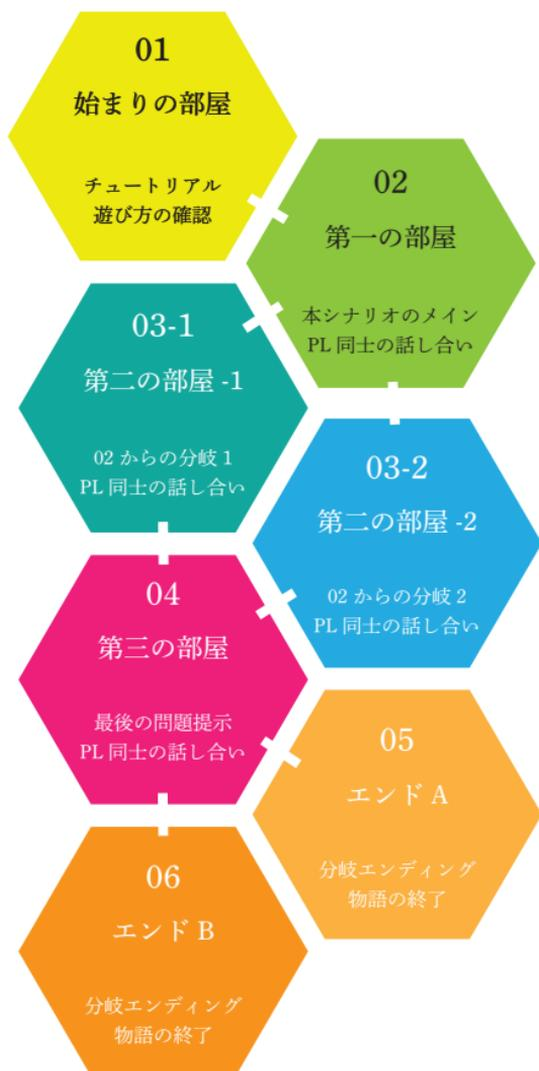 01
始まりの部屋
チュートリアル
遊び方の確認
02
第一の部屋
本シナリオのメイン
PL 同士の話し合い
03-1
第二の部屋 -1
02 からの分岐 1
PL 同士の話し合い
03-2
第二の部屋 -2
02 からの分岐 2
PL 同士の話し合い
04
第三の部屋
最後の問題提示
PL 同士の話し合い
05
エンド A
分岐エンディング
物語の終了
06
エンド B
分岐エンディング
物語の終了